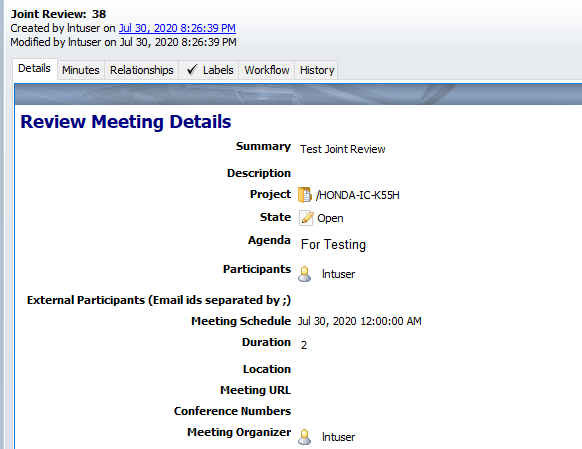 Joint Review: 38
Created by lntuser on Jul 30, 2020 8:26:39 PM
Modified by lntuser on Jul 30, 2020 8:26:39 PM
Details Minutes Relationships Labels Workflow History
Review Meeting Details
Summary Test Joint Review
Description
Project /HONDA-IC-K55H
State Open
Agenda For Testing
Participants lntuser
External Participants (Email ids separated by ;)
Meeting Schedule Jul 30, 2020 12:00:00 AM
Duration 2
Location
Meeting URL
Conference Numbers
Meeting Organizer lntuser